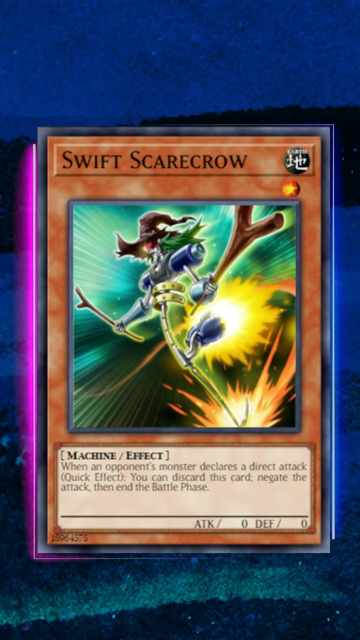 SWIFT SCARECROW
EARTH
地
[ MACHINE / EFFECT ]
When an opponent's monster declares a direct attack
(Quick Effect): You can discard this card; negate the
attack, then end the Battle Phase.
ATK / 0 DEF / 0
18964575